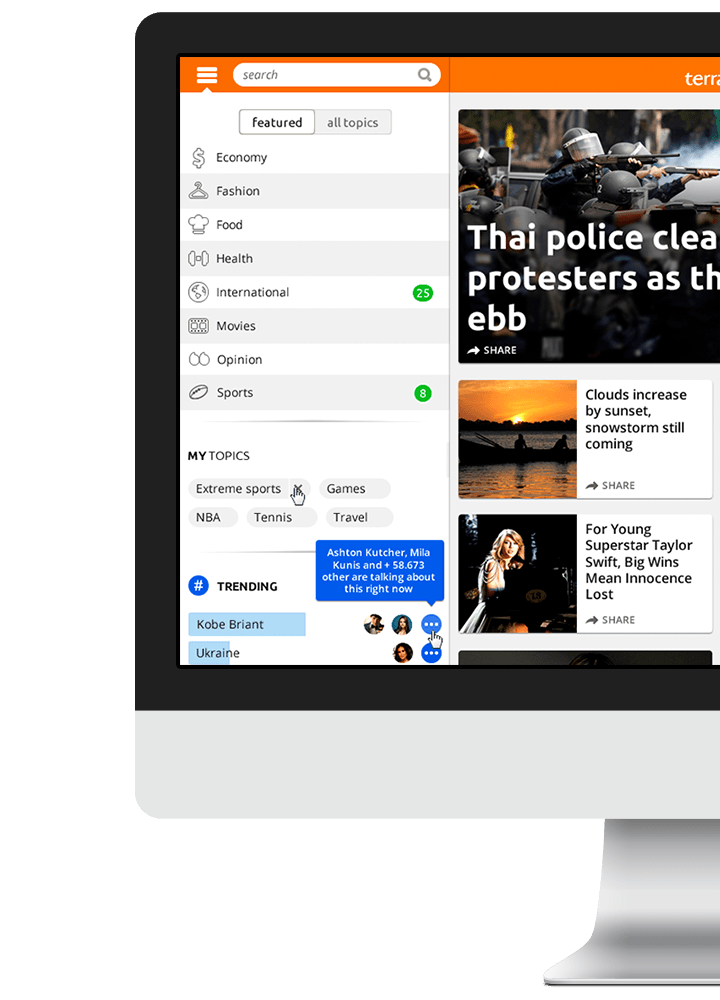 search
terra
featured
all topics
Economy
Fashion
Food
Health
International
25
Movies
Opinion
Sports
8
MY TOPICS
Extreme sports
Games
NBA
Tennis
Travel
Ashton Kutcher, Mila
Kunis and + 58.673
other are talking about
this right now
# TRENDING
Kobe Briant
Ukraine
Thai police clea
protesters as th
ebb
SHARE
Clouds increase
by sunset,
snowstorm still
coming
SHARE
For Young
Superstar Taylor
Swift, Big Wins
Mean Innocence
Lost
SHARE